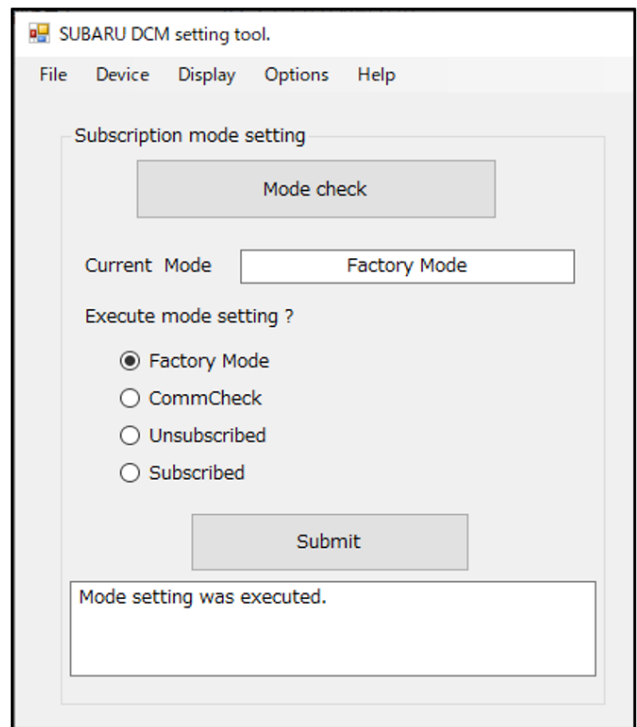 SUBARU DCM setting tool.
File Device Display Options Help
Subscription mode setting
Mode check
Current Mode Factory Mode
Execute mode setting ?
Factory Mode
CommCheck
Unsubscribed
Subscribed
Submit
Mode setting was executed.